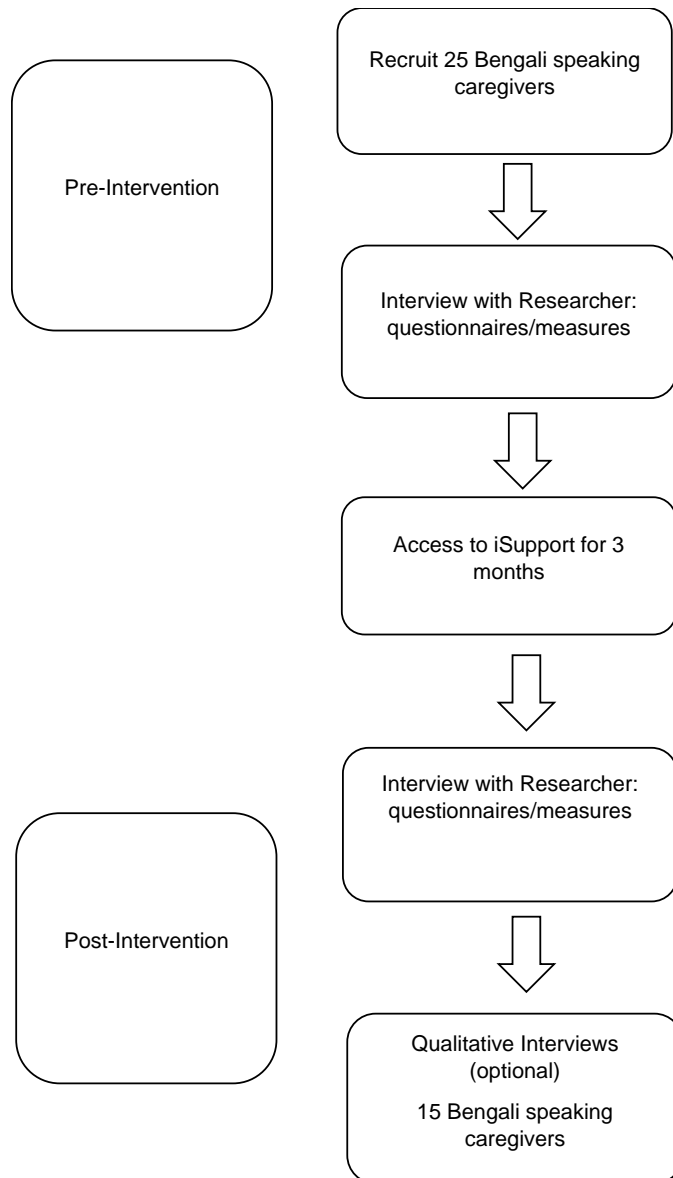 Recruit 25 Bengali speaking
caregivers
Pre-Intervention
Interview with Researcher:
questionnaires/measures
Access to iSupport for 3
months
Interview with Researcher:
questionnaires/measures
Post-Intervention
Qualitative Interviews
(optional)
15 Bengali speaking
caregivers